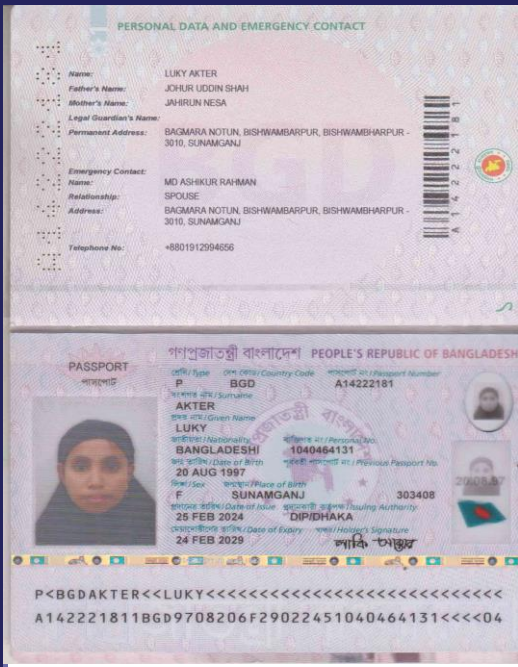 PERSONAL DATA AND EMERGENCY CONTACT
Name: LUKY AKTER
Father's Name: JOHUR UDDIN SHAH
Mother's Name: JAHIRUN NESA
Legal Guardian's Name:
Permanent Address: BAGMARA NOTUN, BISHWAMBARPUR, BISHWAMBHARPUR -
3010, SUNAMGANJ
Emergency Contact:
Name: MD ASHIKUR RAHMAN
Relationship: SPOUSE
Address: BAGMARA NOTUN, BISHWAMBARPUR, BISHWAMBHARPUR -
3010, SUNAMGANJ
Telephone No: +8801912994656
A14222181
গণপ্রজাতন্ত্রী বাংলাদেশ PEOPLE'S REPUBLIC OF BANGLADESH
PASSPORT
পাসপোর্ট
Type Country Code Passport Number
P BGD A14222181
Surname
AKTER
Given Name
LUKY
Nationality Personal No.
BANGLADESHI 1040464131
Date of Birth Previous Passport No.
20 AUG 1997
Sex Place of Birth
F SUNAMGANJ 303408
Date of Issue Issuing Authority
25 FEB 2024 DIP/DHAKA
Date of Expiry Holder's Signature
24 FEB 2029
P<BGDAKTER<<LUKY<<<<<<<<<<<<<<<<<<<<<<<<<<<<
A142221811BGD9708206F29022451040464131<<<<04